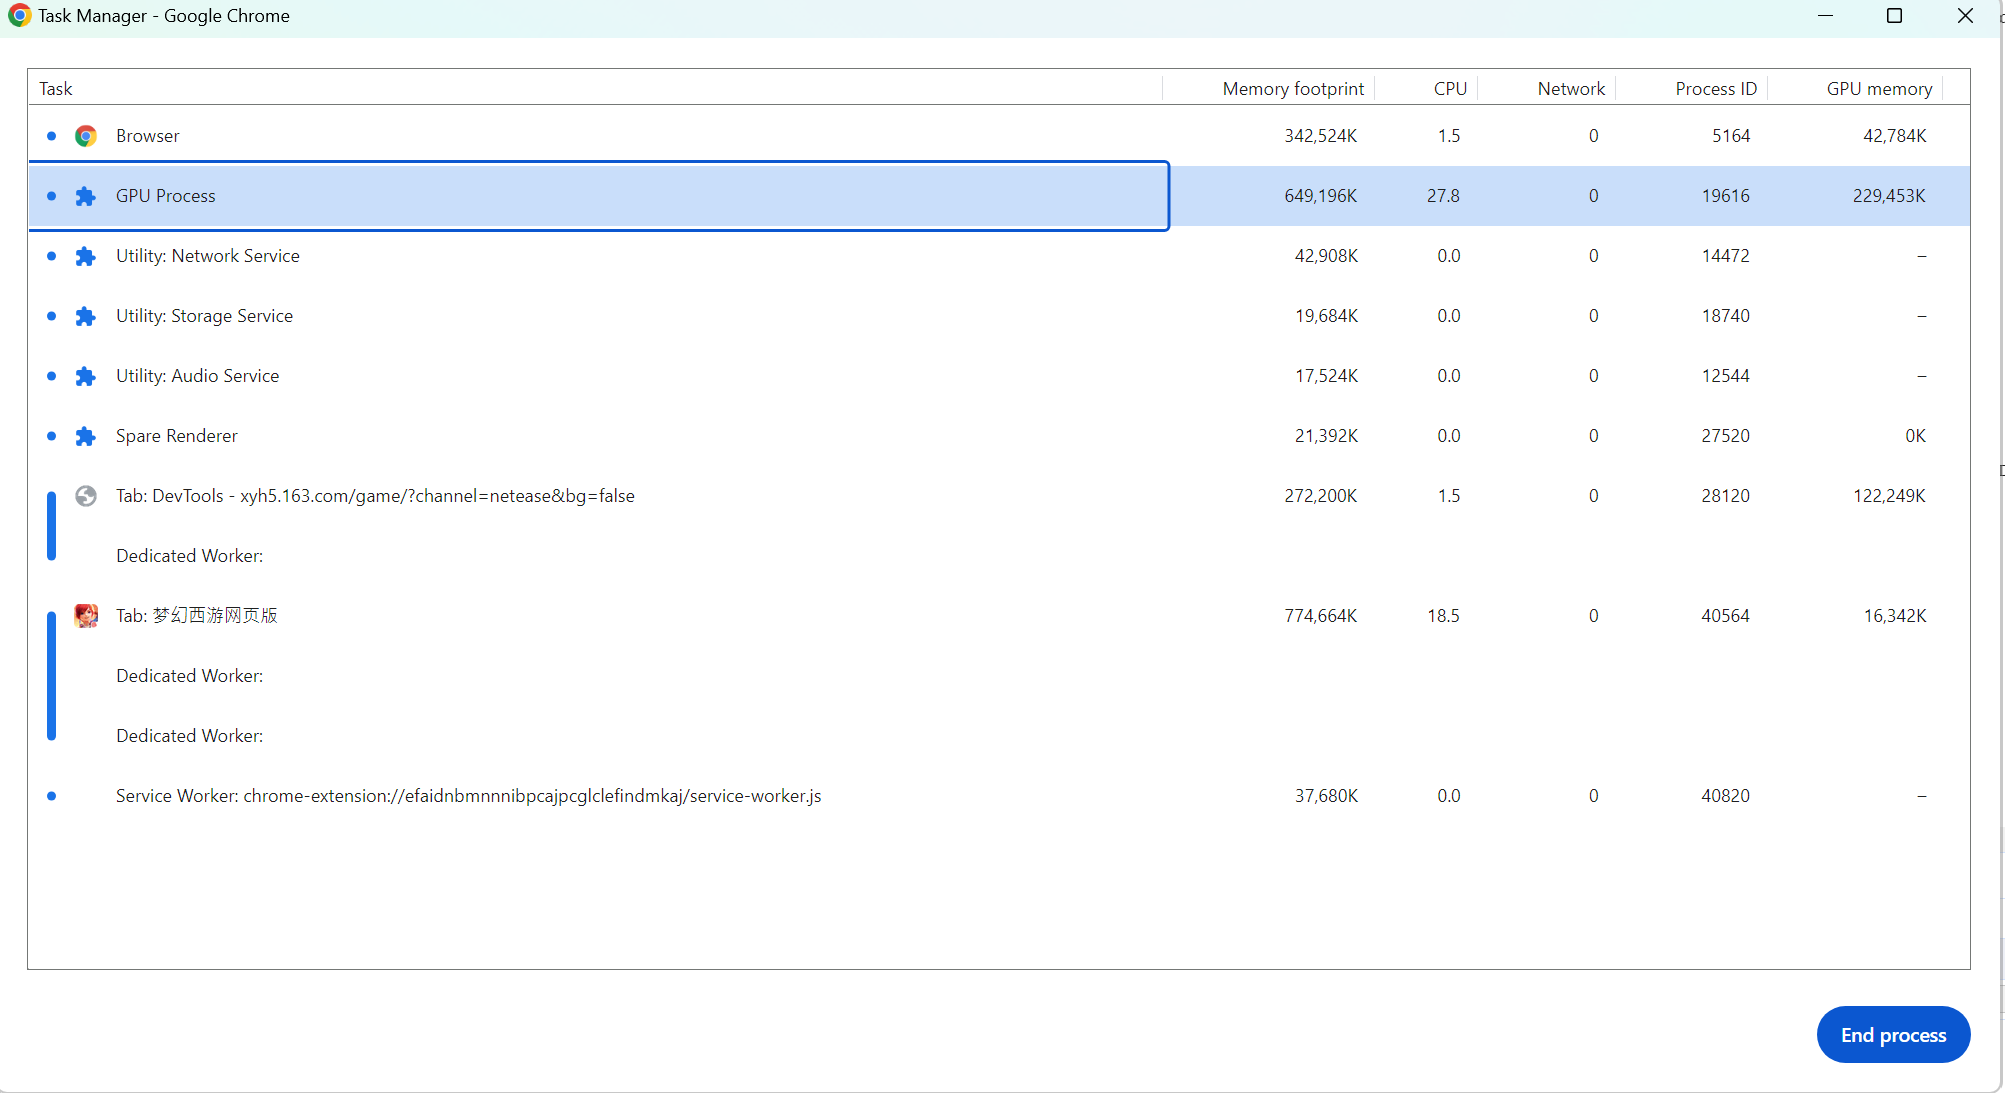 Task Manager - Google Chrome
Task Memory footprint CPU Network Process ID GPU memory
Browser 342,524K 1.5 0 5164 42,784K
GPU Process 649,196K 27.8 0 19616 229,453K
Utility: Network Service 42,908K 0.0 0 14472 –
Utility: Storage Service 19,684K 0.0 0 18740 –
Utility: Audio Service 17,524K 0.0 0 12544 –
Spare Renderer 21,392K 0.0 0 27520 0K
Tab: DevTools - xyh5.163.com/game/?channel=netease&bg=false 272,200K 1.5 0 28120 122,249K
Dedicated Worker:
Tab: 梦幻西游网页版 774,664K 18.5 0 40564 16,342K
Dedicated Worker:
Dedicated Worker:
Service Worker: chrome-extension://efaidnbmnnnibpcajpcglclefindmkaj/service-worker.js 37,680K 0.0 0 40820 –
End process